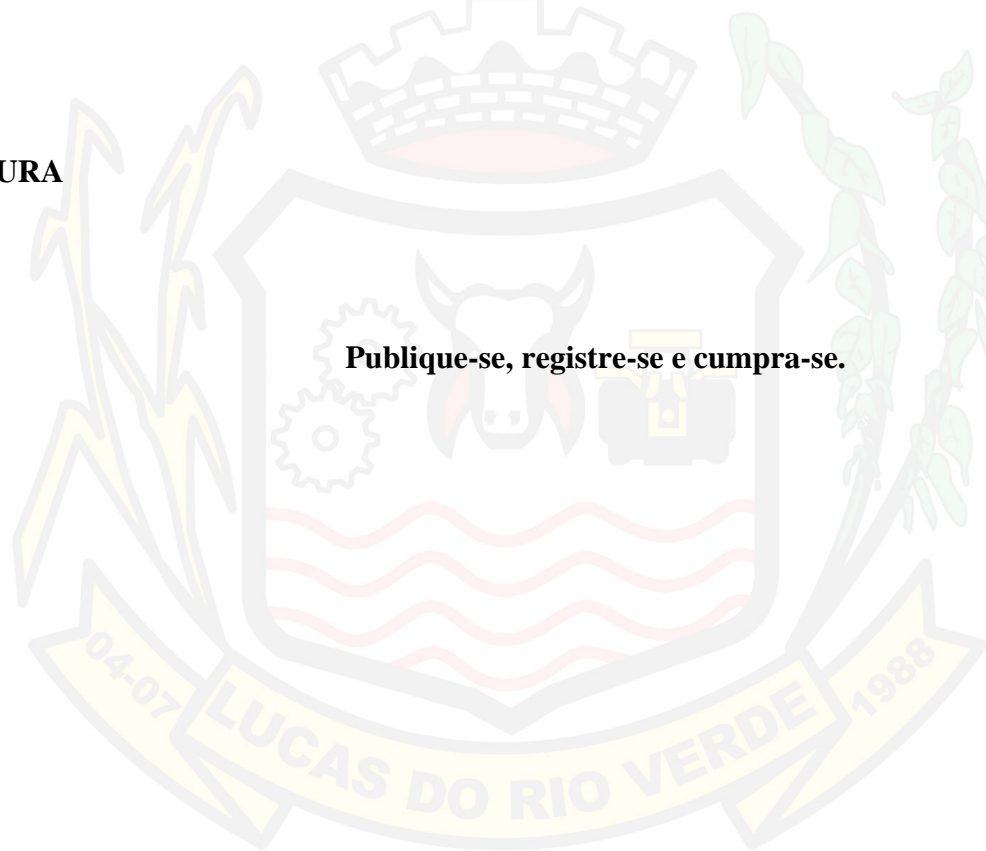 URA
Publique-se, registre-se e cumpra-se.
04-07
LUCAS DO RIO VERDE
1988